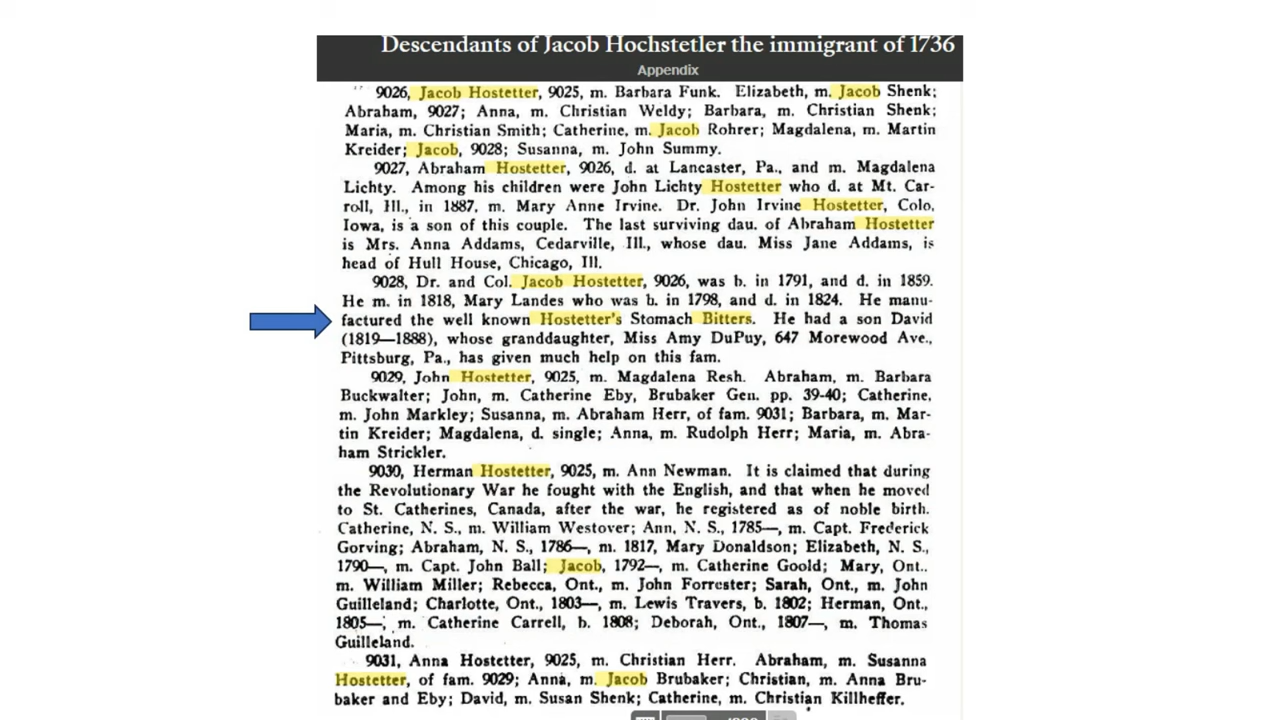 Descendants of Jacob Hochstetler the immigrant of 1736
Appendix
9026, Jacob Hostetter, 9025, m. Barbara Funk. Elizabeth, m. Jacob Shenk;
Abraham, 9027; Anna, m. Christian Weldy; Barbara, m. Christian Shenk;
Maria, m. Christian Smith; Catherine, m. Jacob Rohrer; Magdalena, m. Martin
Kreider; Jacob, 9028; Susanna, m. John Summy.
9027, Abraham Hostetter, 9026, d. at Lancaster, Pa., and m. Magdalena
Lichty. Among his children were John Lichty Hostetter who d. at Mt. Car-
roll, Ill., in 1887, m. Mary Anne Irvine. Dr. John Irvine Hostetter, Colo,
Iowa, is a son of this couple. The last surviving dau. of Abraham Hostetter
is Mrs. Anna Addams, Cedarville, Ill., whose dau. Miss Jane Addams, is
head of Hull House, Chicago, Ill.
9028, Dr. and Col. Jacob Hostetter, 9026, was b. in 1791, and d. in 1859.
He m. in 1818, Mary Landes who was b. in 1798, and d. in 1824. He manu-
factured the well known Hostetter's Stomach Bitters. He had a son David
(1819—1888), whose granddaughter, Miss Amy DuPuy, 647 Morewood Ave.,
Pittsburg, Pa., has given much help on this fam.
9029, John Hostetter, 9025, m. Magdalena Resh. Abraham, m. Barbara
Buckwalter; John, m. Catherine Eby, Brubaker Gen. pp. 39-40; Catherine,
m. John Markley; Susanna, m. Abraham Herr, of fam. 9031; Barbara, m. Mar-
tin Kreider; Magdalena, d. single; Anna, m. Rudolph Herr; Maria, m. Abra-
ham Strickler.
9030, Herman Hostetter, 9025, m. Ann Newman. It is claimed that during
the Revolutionary War he fought with the English, and that when he moved
to St. Catherines, Canada, after the war, he registered as of noble birth.
Catherine, N. S., m. William Westover; Ann, N. S., 1785—, m. Capt. Frederick
Gorving; Abraham, N. S., 1786—, m. 1817, Mary Donaldson; Elizabeth, N. S.,
1790—, m. Capt. John Ball; Jacob, 1792—, m. Catherine Goold; Mary, Ont.,
m. William Miller; Rebecca, Ont., m. John Forrester; Sarah, Ont., m. John
Guilleland; Charlotte, Ont., 1803—, m. Lewis Travers, b. 1802; Herman, Ont.,
1805—, m. Catherine Carrell, b. 1808; Deborah, Ont., 1807—, m. Thomas
Guilleland.
9031, Anna Hostetter, 9025, m. Christian Herr. Abraham, m. Susanna
Hostetter, of fam. 9029; Anna, m. Jacob Brubaker; Christian, m. Anna Bru-
baker and Eby; David, m. Susan Shenk; Catherine, m. Christian Killheffer.